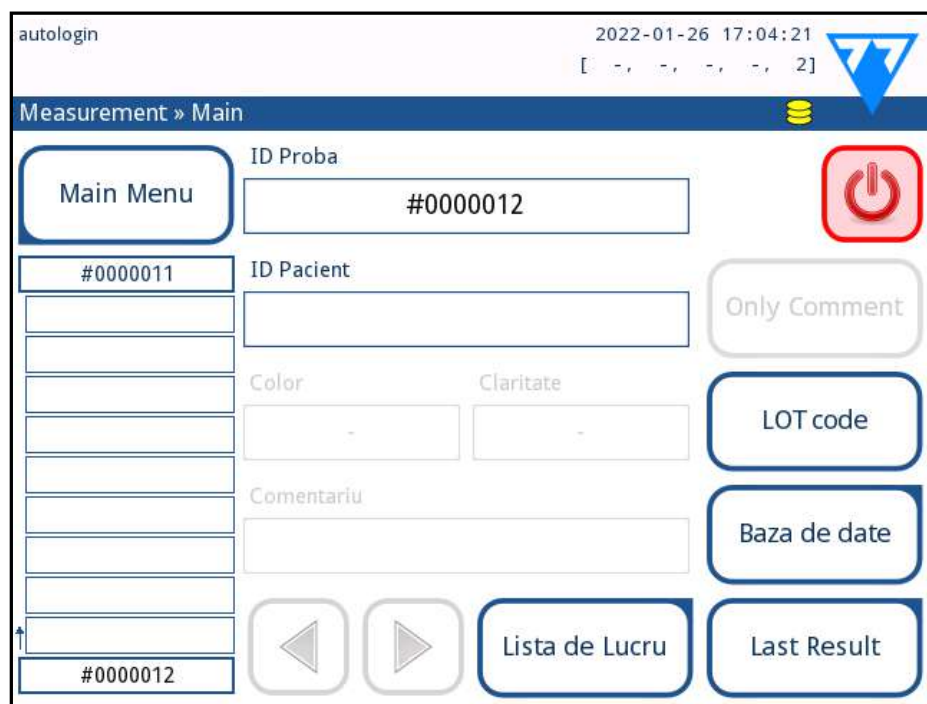 autologin
2022-01-26 17:04:21
[ -, -, -, -, 2]
Measurement » Main
Main Menu
ID Proba
#0000012
#0000011
ID Pacient
Only Comment
Color
Claritate
-
-
LOT code
Comentariu
Baza de date
Lista de Lucru
Last Result
#0000012